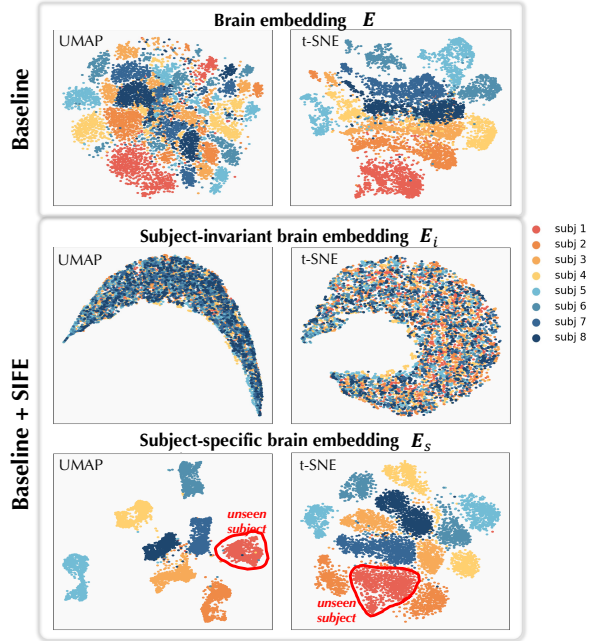 Brain embedding E
UMAP
t-SNE
Baseline
Subject-invariant brain embedding E_i
UMAP
t-SNE
Baseline + SIFE
Subject-specific brain embedding E_s
UMAP
unseen
subject
t-SNE
unseen
subject
subj 1
subj 2
subj 3
subj 4
subj 5
subj 6
subj 7
subj 8